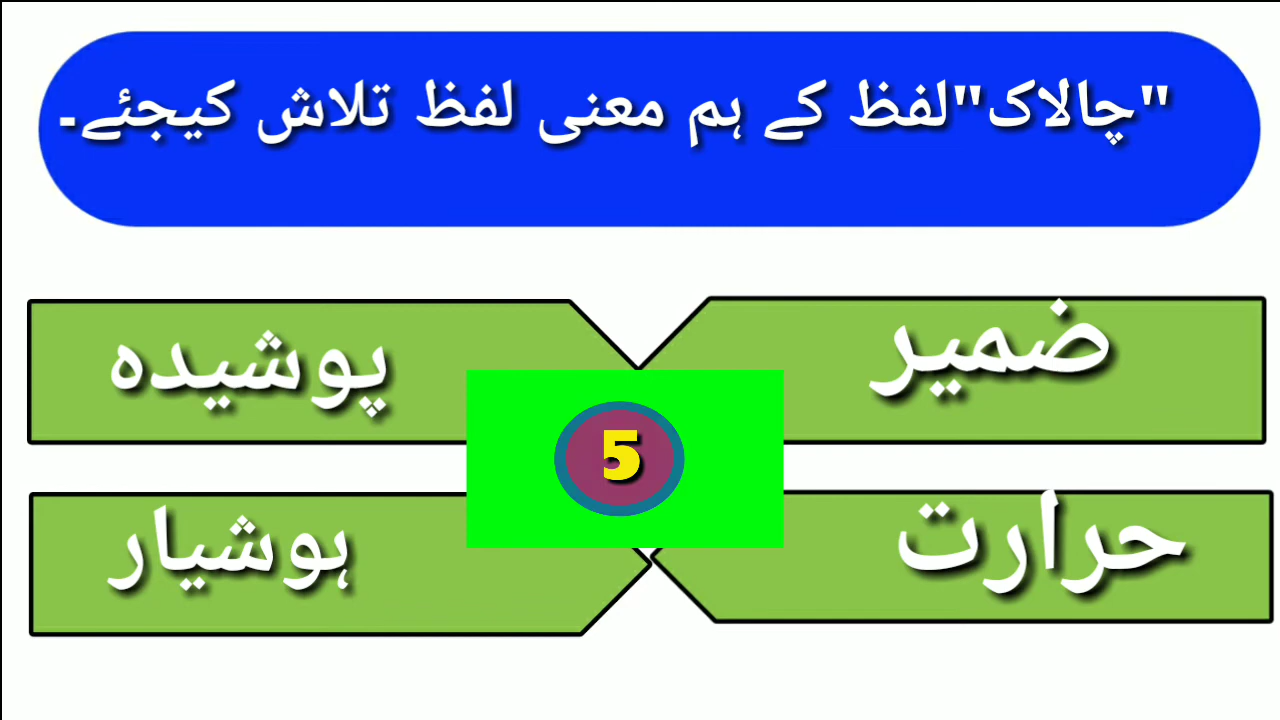 "چالاک"لفظ کے ہم معنی لفظ تلاش کیجئے۔
ضمیر
پوشیدہ
5
حرارت
ہوشیار